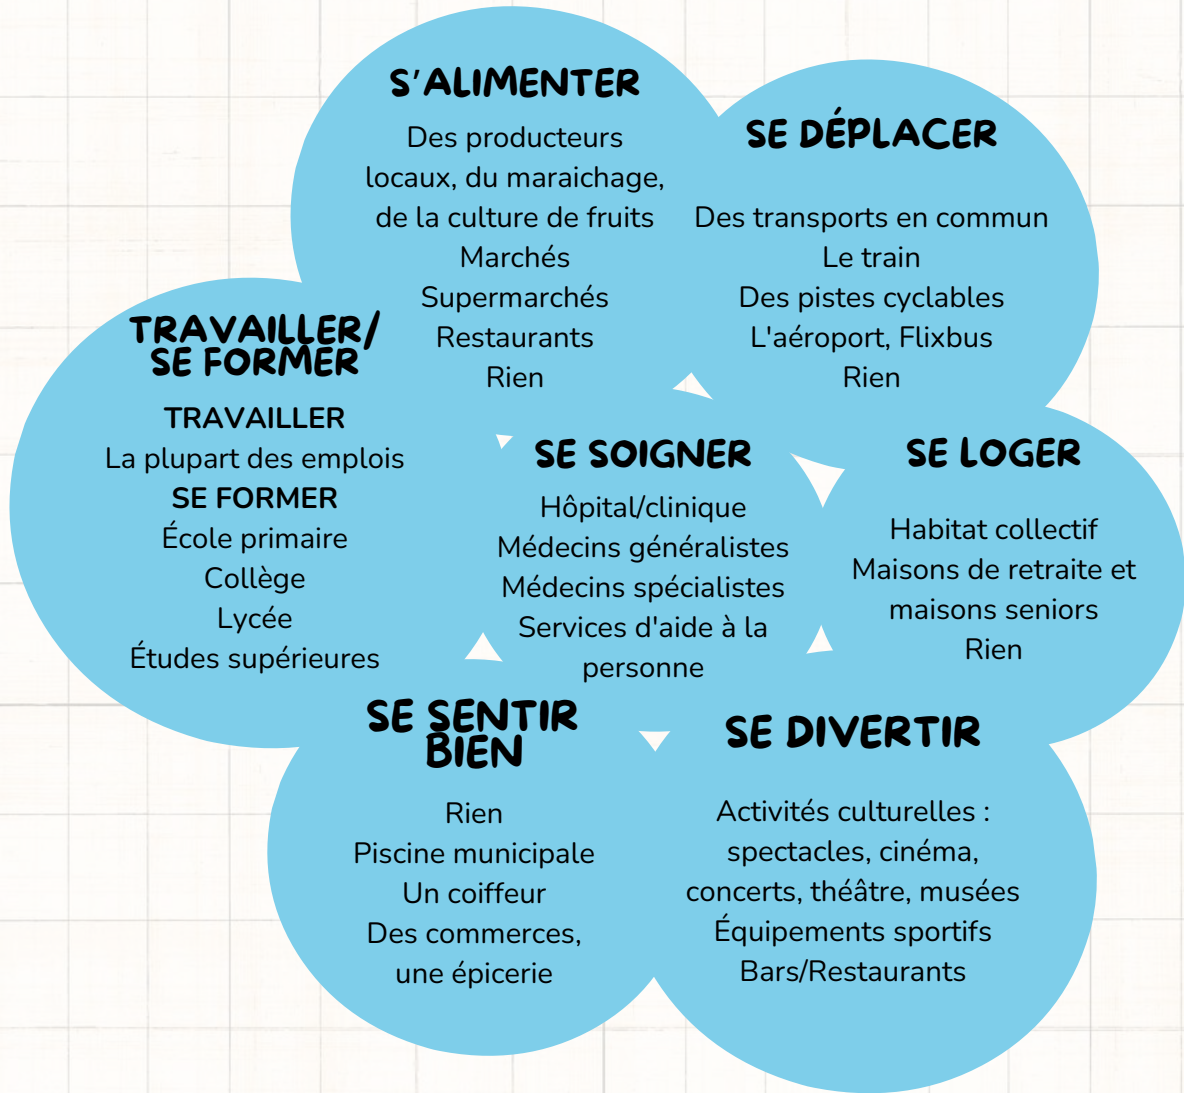 S'ALIMENTER
Des producteurs
locaux, du maraichage,
de la culture de fruits
Marchés
Supermarchés
Restaurants
Rien
SE DÉPLACER
Des transports en commun
Le train
Des pistes cyclables
L'aéroport, Flixbus
Rien
TRAVAILLER/
SE FORMER
TRAVAILLER
La plupart des emplois
SE FORMER
École primaire
Collège
Lycée
Études supérieures
SE SOIGNER
Hôpital/clinique
Médecins généralistes
Médecins spécialistes
Services d'aide à la
personne
SE LOGER
Habitat collectif
Maisons de retraite et
maisons seniors
Rien
SE SENTIR
BIEN
Rien
Piscine municipale
Un coiffeur
Des commerces,
une épicerie
SE DIVERTIR
Activités culturelles :
spectacles, cinéma,
concerts, théâtre, musées
Équipements sportifs
Bars/Restaurants